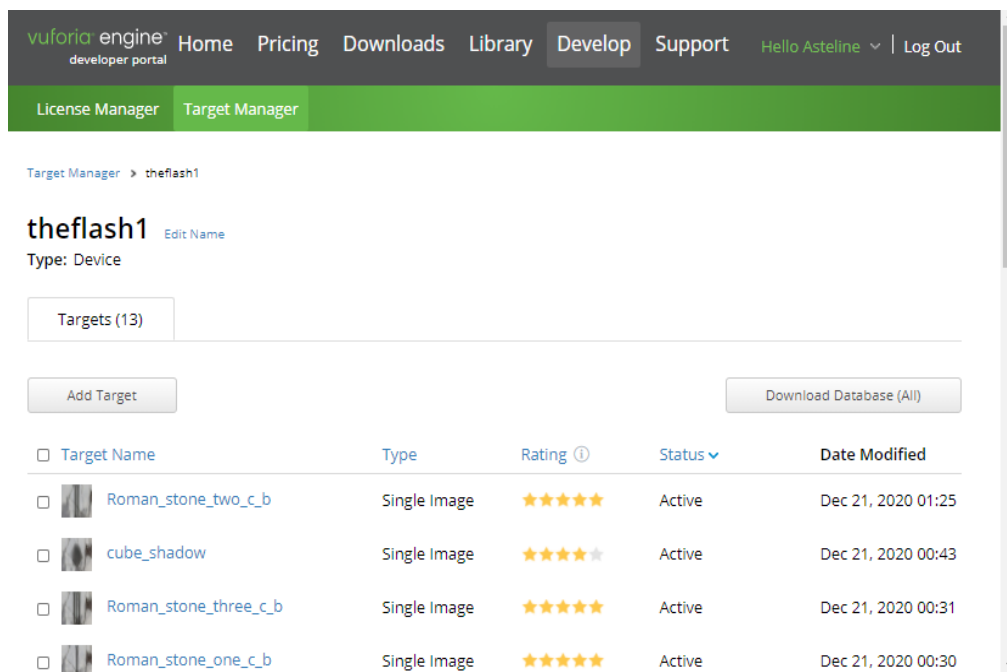 vuforia engine™ Home Pricing Downloads Library Develop Support Hello Asteline | Log Out
developer portal
License Manager Target Manager
Target Manager > theflash1
theflash1 Edit Name
Type: Device
Targets (13)
Add Target Download Database (All)
Target Name Type Rating Status Date Modified
Roman_stone_two_c_b Single Image Active Dec 21, 2020 01:25
cube_shadow Single Image Active Dec 21, 2020 00:43
Roman_stone_three_c_b Single Image Active Dec 21, 2020 00:31
Roman_stone_one_c_b Single Image Active Dec 21, 2020 00:30